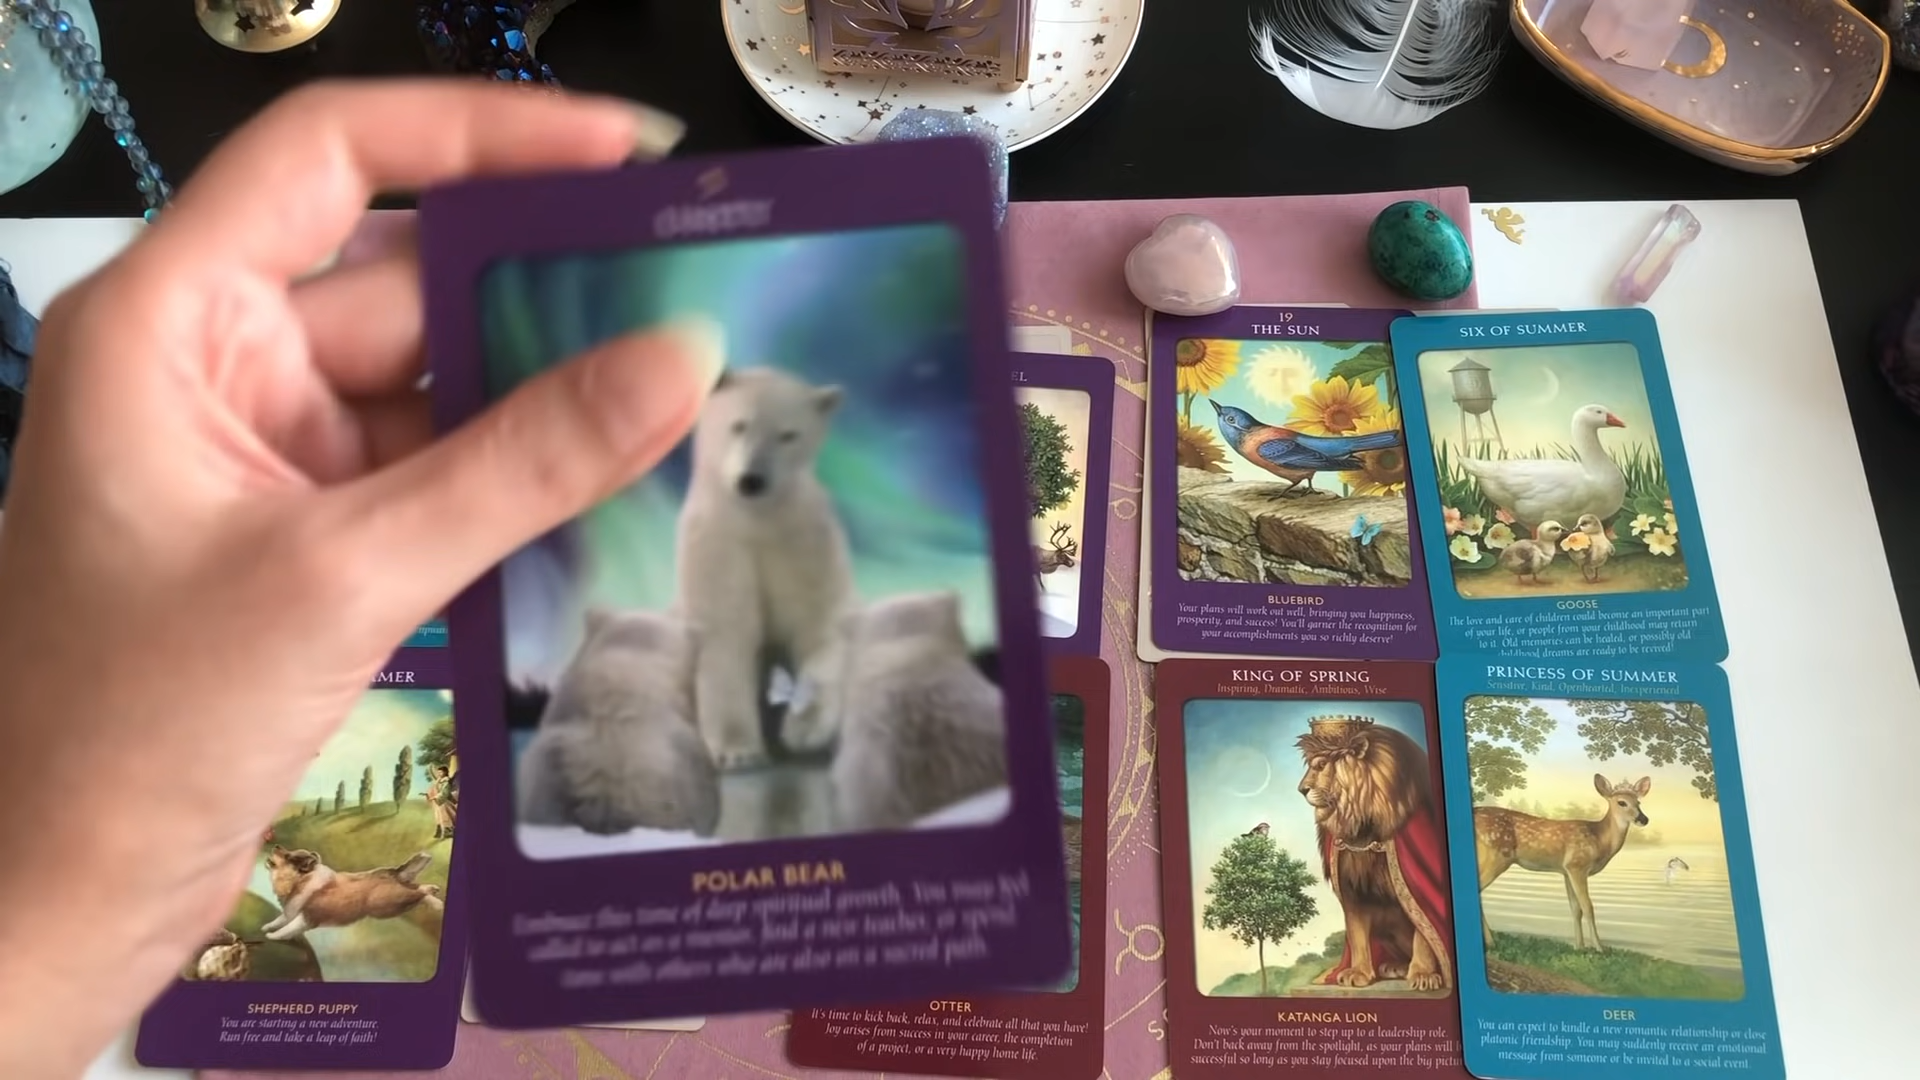 5
EL
19
THE SUN
BLUEBIRD
Your plans will work out well, bringing you happiness,
prosperity, and success! You'll garner the recognition for
your accomplishments you so richly deserve!
SIX OF SUMMER
GOOSE
The love and care of children could become an important part
of your life, or people from your childhood may return
to it. Old memories can be healed, or possibly old
childhood dreams are ready to be revived!
POLAR BEAR
Embrace this time of deep spiritual growth. You may feel
called to act as a mentor, find a new teacher, or spend
time with others who are also on a sacred path.
MER
SHEPHERD PUPPY
You are starting a new adventure.
Run free and take a leap of faith!
OTTER
It's time to kick back, relax, and celebrate all that you have!
Joy arises from success in your career, the completion
of a project, or a very happy home life.
KING OF SPRING
Inspiring, Dramatic, Ambitious, Wise
KATANGA LION
Now's your moment to step up to a leadership role.
Don't back away from the spotlight, as your plans will
successful so long as you stay focused upon the big pictu
PRINCESS OF SUMMER
Sensitive, Kind, Openhearted, Inexperienced
DEER
You can expect to kindle a new romantic relationship or close
platonic friendship. You may suddenly receive an emotional
message from someone or be invited to a social event.